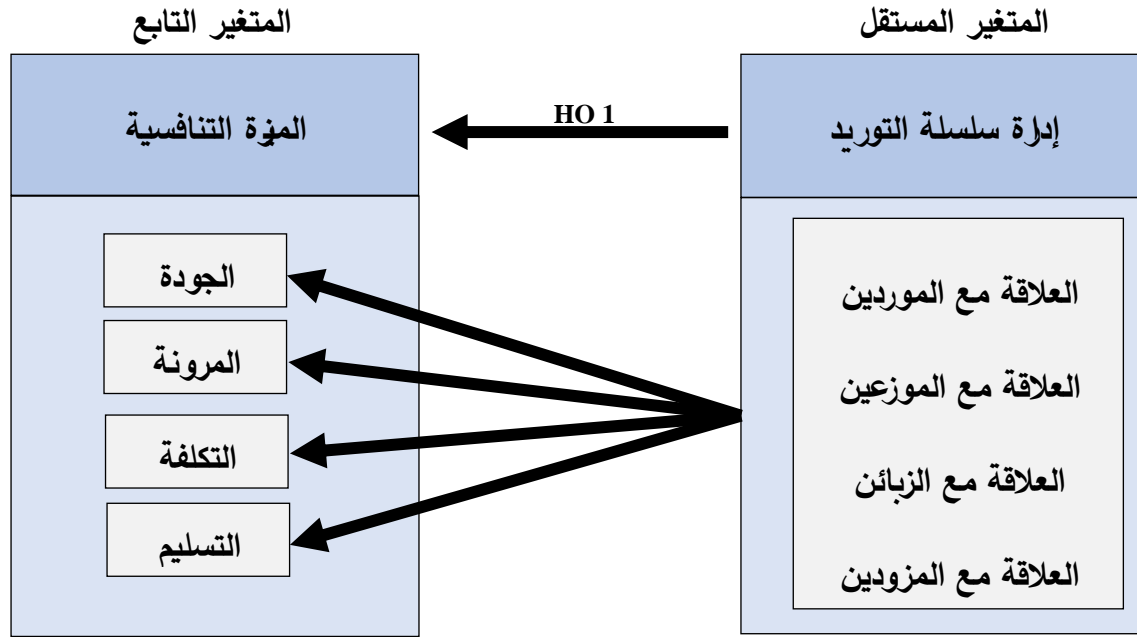 المتغير المستقل
المتغير التابع
إدارة سلسلة التوريد
HO 1
الميزة التنافسية
العلاقة مع الموردين
العلاقة مع الموزعين
العلاقة مع الزبائن
العلاقة مع المزودين
الجودة
المرونة
التكلفة
التسليم